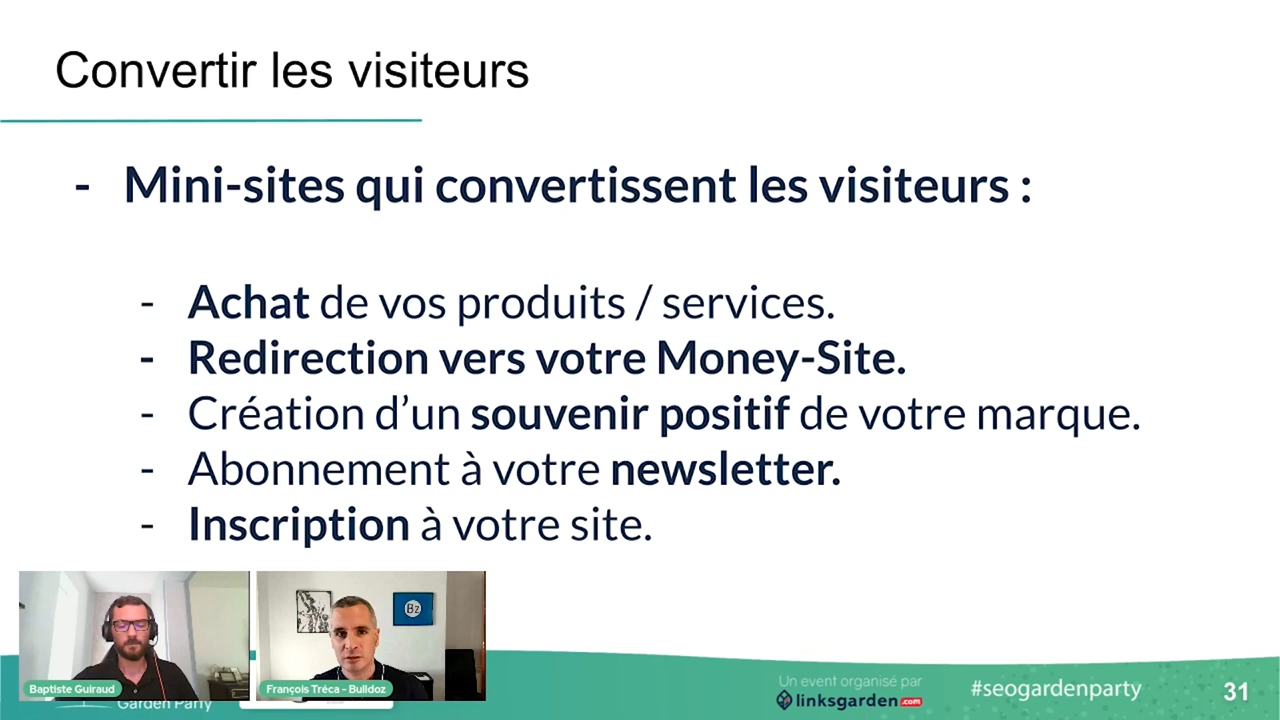 Convertir les visiteurs
- Mini-sites qui convertissent les visiteurs :
- Achat de vos produits / services.
- Redirection vers votre Money-Site.
- Création d’un souvenir positif de votre marque.
- Abonnement à votre newsletter.
- Inscription à votre site.
Bz
Baptiste Guiraud
François Tréca - Bulldoz
Garden Party
Un event organisé par
linksgarden.com
#seogardenparty
31